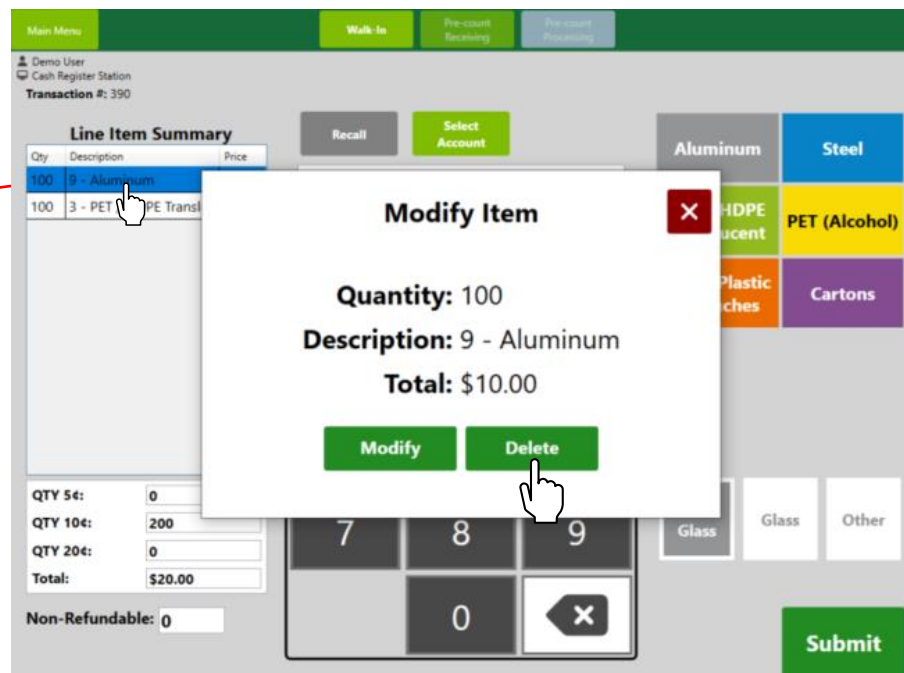 Main Menu
Walk-In
Pre-count
Receiving
Pre-count
Processing
Demo User
Cash Register Station
Transaction #: 390
Line Item Summary
Qty Description Price
100 9 - Aluminum
100 3 - PET PE Transl
Recall
Select
Account
Aluminum
Steel
HDPE
ucent
PET (Alcohol)
Plastic
ches
Cartons
Modify Item
Quantity: 100
Description: 9 - Aluminum
Total: $10.00
Modify
Delete
QTY 5¢: 0
QTY 10¢: 200
QTY 20¢: 0
Total: $20.00
Non-Refundable: 0
7 8 9
0
Glass
Glass
Other
Submit